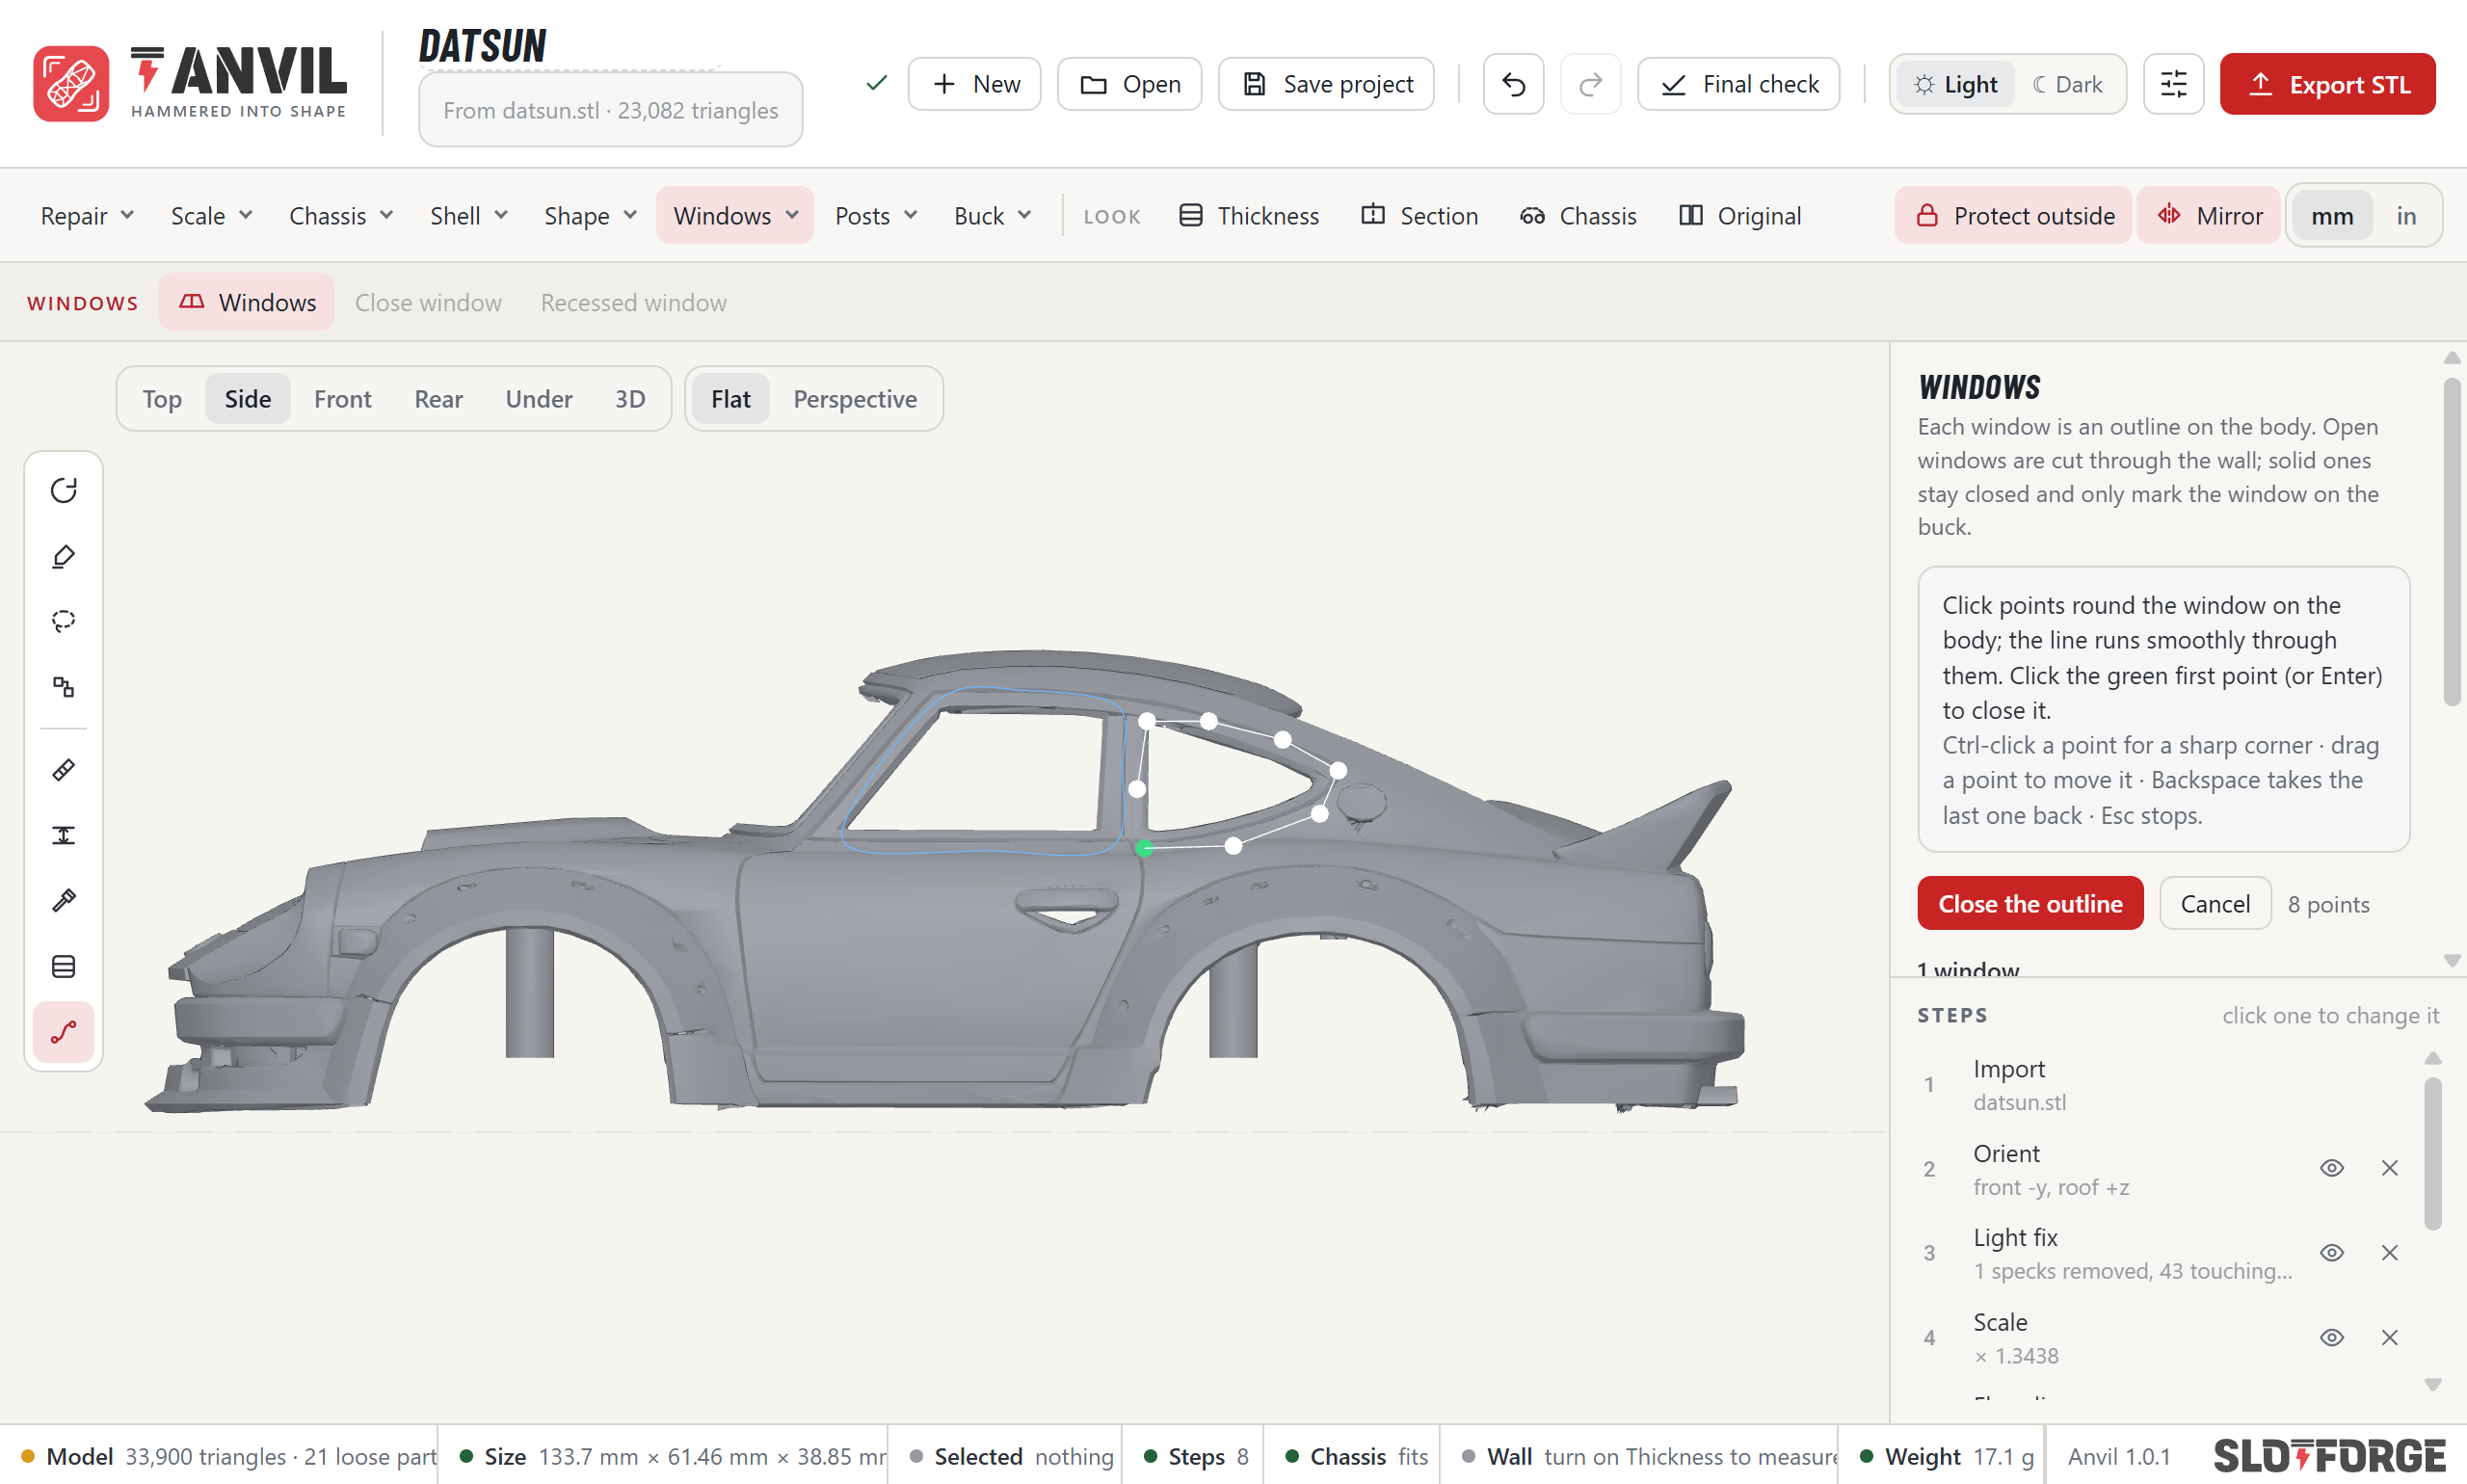 ANVIL
HAMMERED INTO SHAPE
DATSUN
From datsun.stl · 23,082 triangles
New
Open
Save project
Final check
Light
Dark
Export STL
Repair
Scale
Chassis
Shell
Shape
Windows
Posts
Buck
LOOK
Thickness
Section
Chassis
Original
Protect outside
Mirror
mm
in
WINDOWS
Windows
Close window
Recessed window
Top
Side
Front
Rear
Under
3D
Flat
Perspective
WINDOWS
Each window is an outline on the body. Open
windows are cut through the wall; solid ones
stay closed and only mark the window on the
buck.
Click points round the window on the
body; the line runs smoothly through
them. Click the green first point (or Enter)
to close it.
Ctrl-click a point for a sharp corner · drag
a point to move it · Backspace takes the
last one back · Esc stops.
Close the outline
Cancel
8 points
1 window
STEPS
click one to change it
1
Import
datsun.stl
2
Orient
front -y, roof +z
3
Light fix
1 specks removed, 43 touching...
4
Scale
× 1.3438
Model 33,900 triangles · 21 loose part
Size 133.7 mm × 61.46 mm × 38.85 mm
Selected nothing
Steps 8
Chassis fits
Wall turn on Thickness to measure
Weight 17.1 g
Anvil 1.0.1
SLOTFORGE